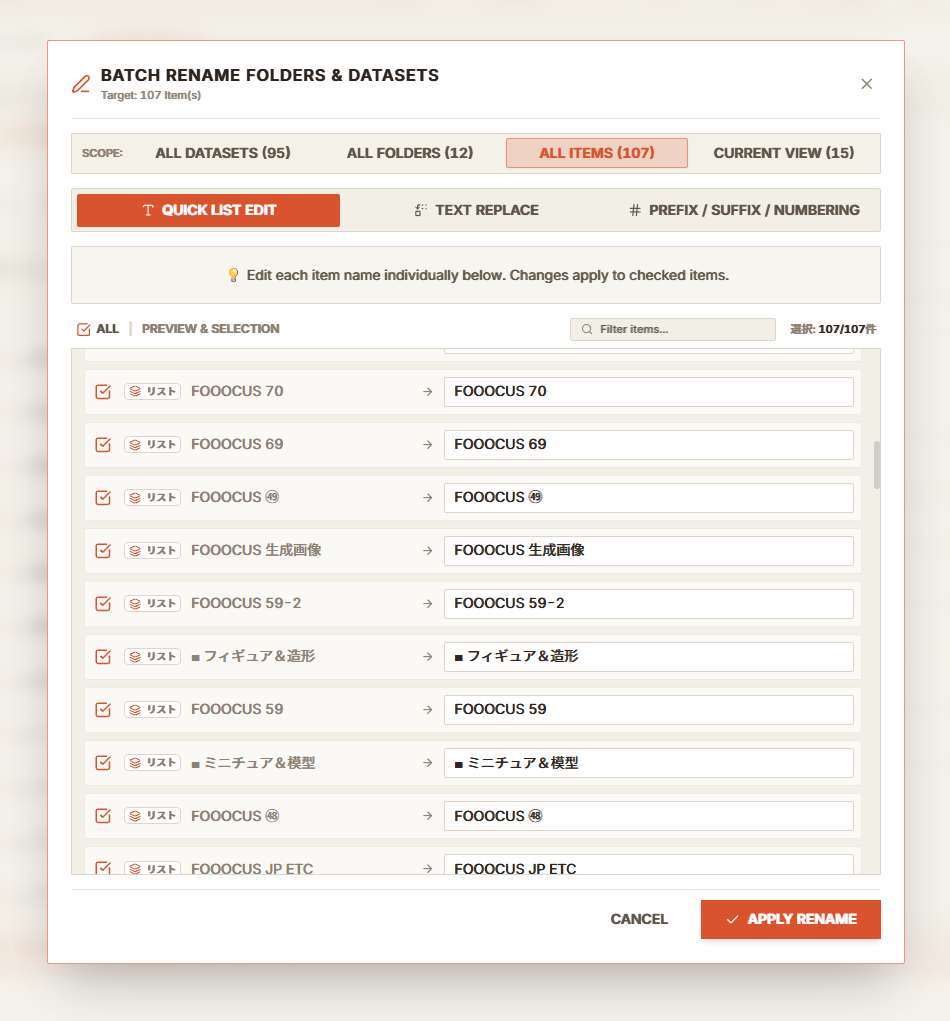 BATCH RENAME FOLDERS & DATASETS
Target: 107 Item(s)
SCOPE: ALL DATASETS (95) ALL FOLDERS (12) ALL ITEMS (107) CURRENT VIEW (15)
QUICK LIST EDIT TEXT REPLACE PREFIX / SUFFIX / NUMBERING
💡 Edit each item name individually below. Changes apply to checked items.
ALL | PREVIEW & SELECTION Filter items... 選択: 107/107件
リスト FOOOCUS 70 → FOOOCUS 70
リスト FOOOCUS 69 → FOOOCUS 69
リスト FOOOCUS ㊾ → FOOOCUS ㊾
リスト FOOOCUS 生成画像 → FOOOCUS 生成画像
リスト FOOOCUS 59-2 → FOOOCUS 59-2
リスト ■ フィギュア＆造形 → ■ フィギュア＆造形
リスト FOOOCUS 59 → FOOOCUS 59
リスト ■ ミニチュア＆模型 → ■ ミニチュア＆模型
リスト FOOOCUS ㊽ → FOOOCUS ㊽
リスト FOOOCUS JP ETC → FOOOCUS JP ETC
CANCEL APPLY RENAME